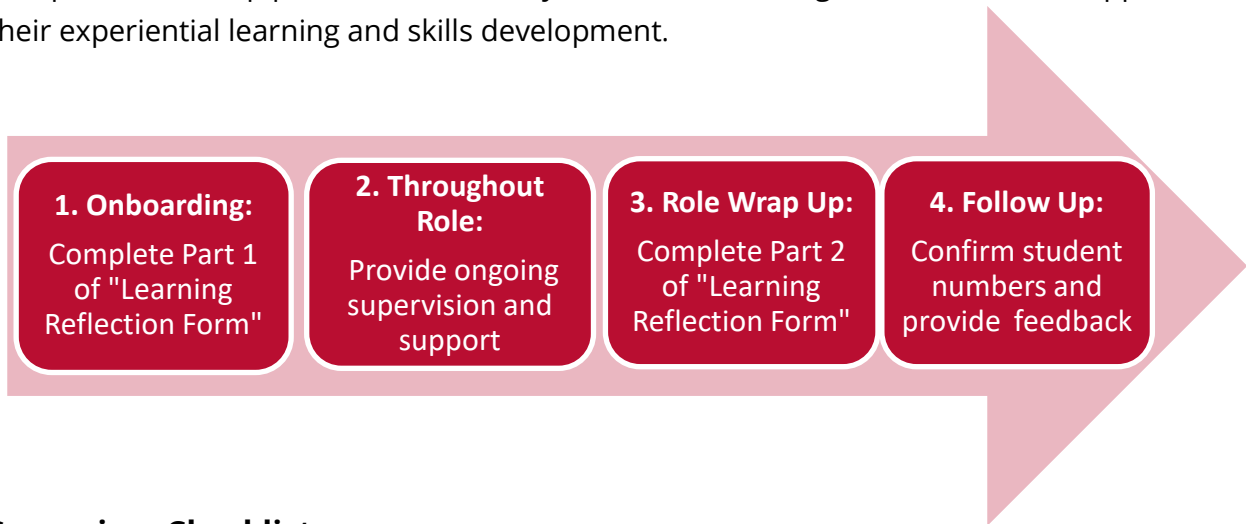 heir experiential learning and skills development.
1. Onboarding:
Complete Part 1
of "Learning
Reflection Form"
2. Throughout
Role:
Provide ongoing
supervision and
support
3. Role Wrap Up:
Complete Part 2
of "Learning
Reflection Form"
4. Follow Up:
Confirm student
numbers and
provide feedback